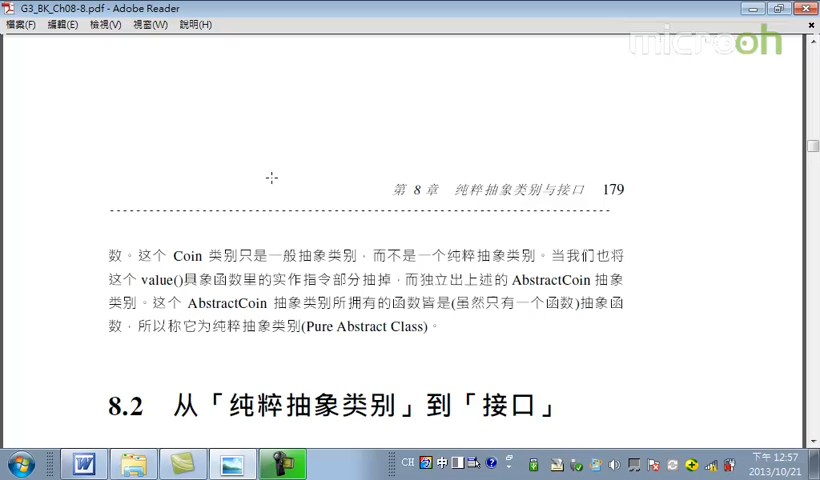 G3_BK_Ch08-8.pdf - Adobe Reader
檔案(F) 編輯(E) 檢視(V) 視窗(W) 說明(H)
microoh
第 8 章 纯粹抽象类别与接口 179
数。这个 Coin 类别只是一般抽象类别，而不是一个纯粹抽象类别。当我们也将
这个 value()具象函数里的实作指令部分抽掉，而独立出上述的 AbstractCoin 抽象
类别。这个 AbstractCoin 抽象类别所拥有的函数皆是(虽然只有一个函数)抽象函
数，所以称它为纯粹抽象类别(Pure Abstract Class)。
8.2 从「纯粹抽象类别」到「接口」
CH 中
下午 12:57
2013/10/21